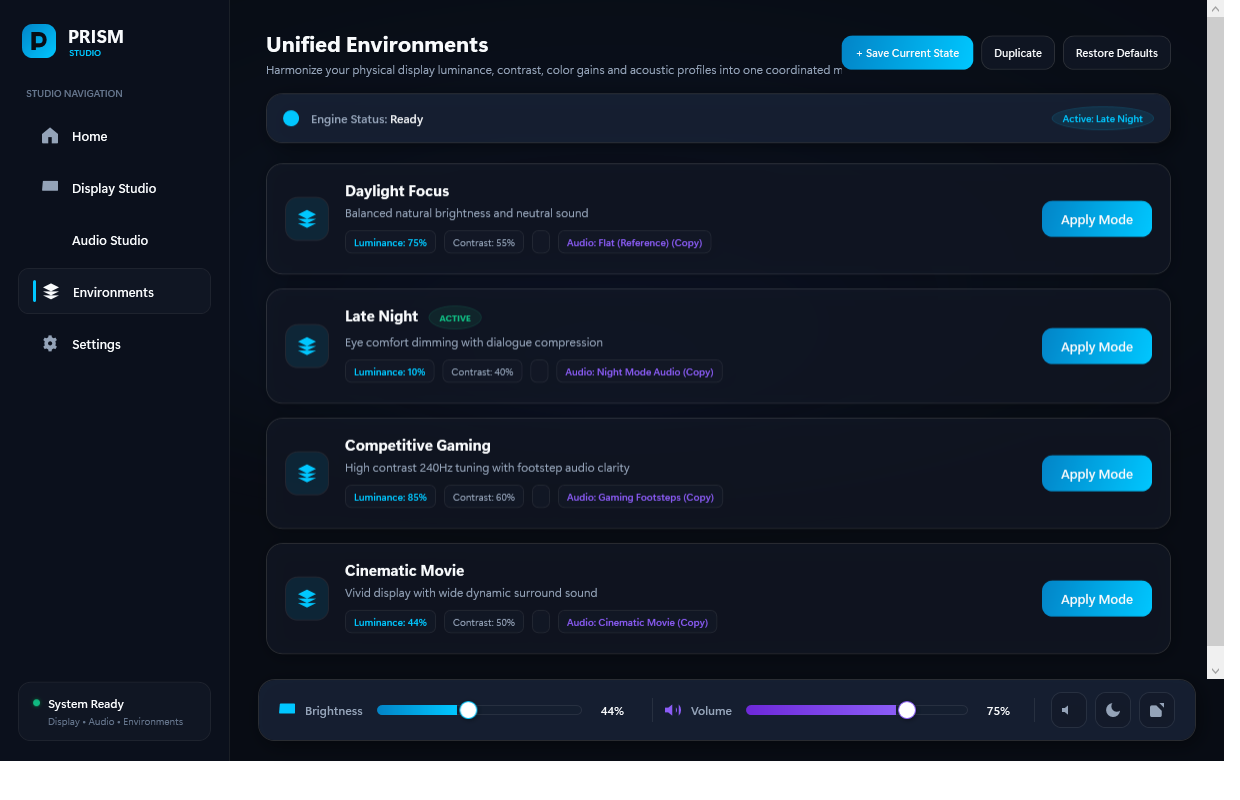 PRISM
STUDIO
STUDIO NAVIGATION
Home
Display Studio
Audio Studio
Environments
Settings
System Ready
Display • Audio • Environments
Unified Environments
Harmonize your physical display luminance, contrast, color gains and acoustic profiles into one coordinated m
+ Save Current State
Duplicate
Restore Defaults
Engine Status: Ready
Active: Late Night
Daylight Focus
Balanced natural brightness and neutral sound
Luminance: 75%
Contrast: 55%
Audio: Flat (Reference) (Copy)
Apply Mode
Late Night
ACTIVE
Eye comfort dimming with dialogue compression
Luminance: 10%
Contrast: 40%
Audio: Night Mode Audio (Copy)
Apply Mode
Competitive Gaming
High contrast 240Hz tuning with footstep audio clarity
Luminance: 85%
Contrast: 60%
Audio: Gaming Footsteps (Copy)
Apply Mode
Cinematic Movie
Vivid display with wide dynamic surround sound
Luminance: 44%
Contrast: 50%
Audio: Cinematic Movie (Copy)
Apply Mode
Brightness
44%
Volume
75%